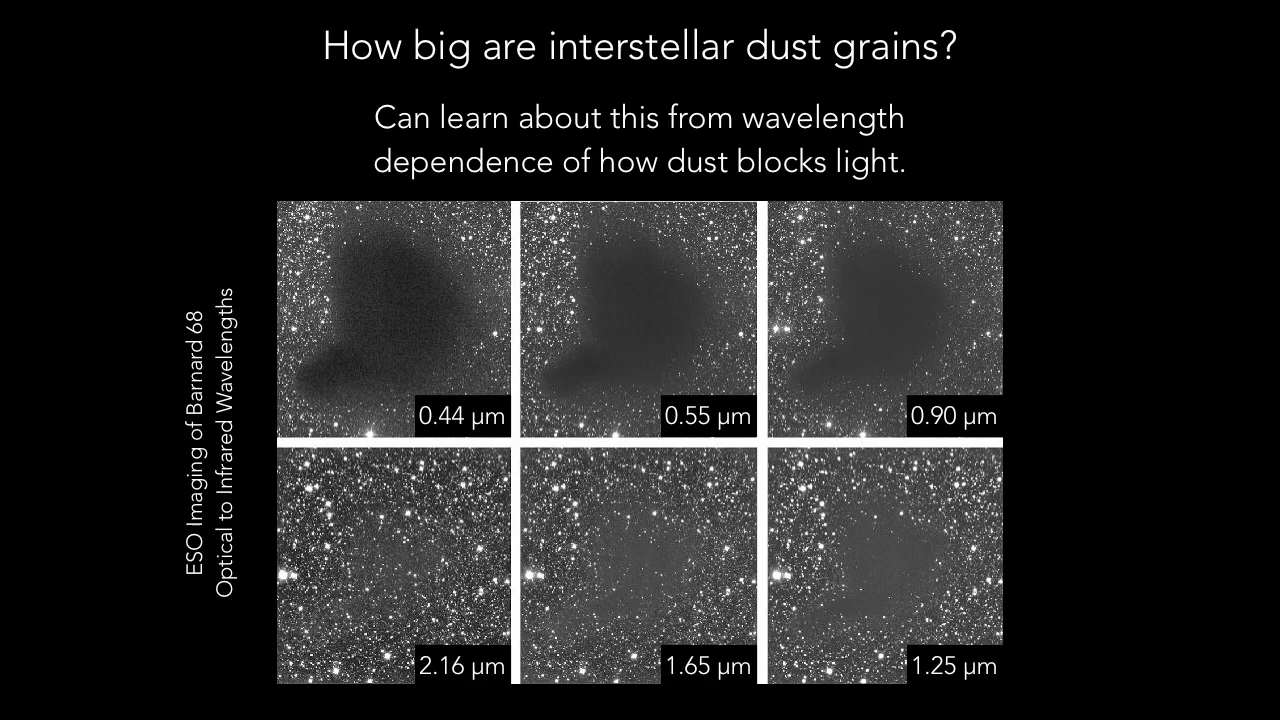 How big are interstellar dust grains?
Can learn about this from wavelength
dependence of how dust blocks light.
ESO Imaging of Barnard 68
Optical to Infrared Wavelengths
0.44 μm
0.55 μm
0.90 μm
2.16 μm
1.65 μm
1.25 μm